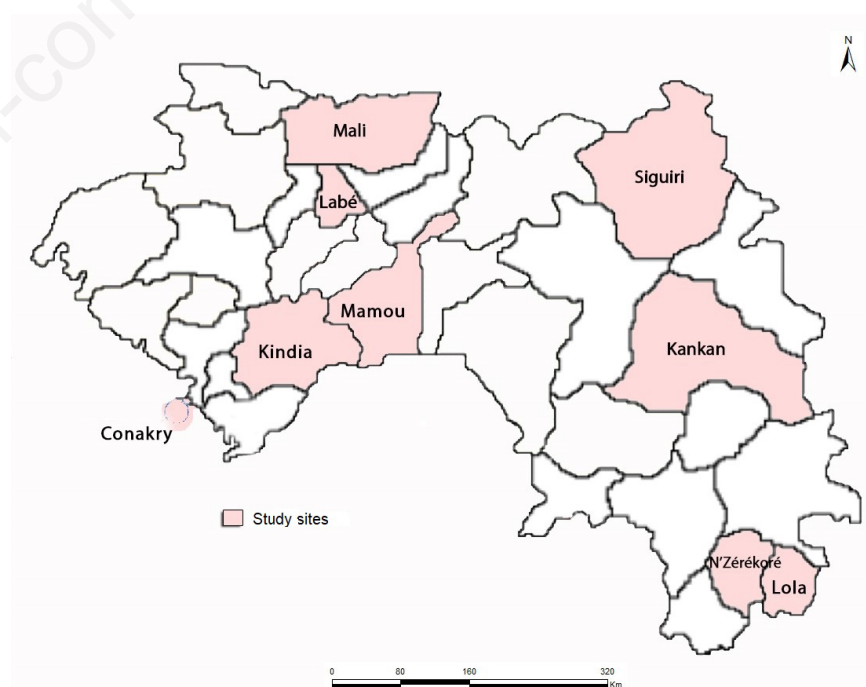 N
Mali
Siguiri
Labé
Mamou
Kindia
Kankan
Conakry
Study sites
N'Zérékoré
Lola
0 80 160 320
Km